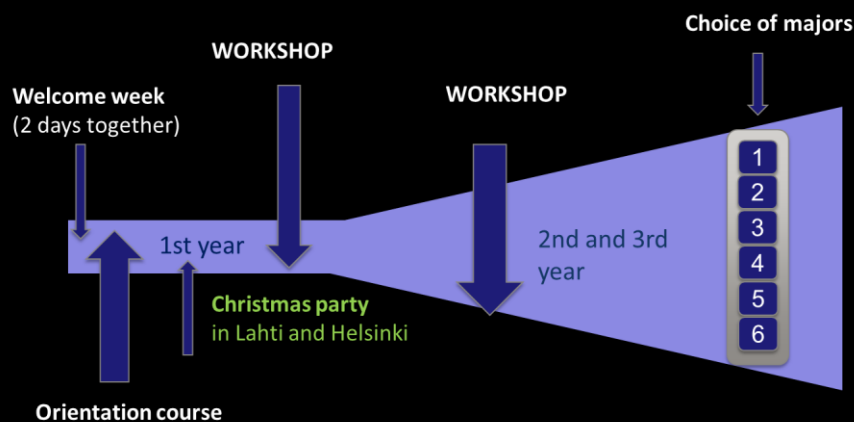 Choice of majors
WORKSHOP
Welcome week
(2 days together)
WORKSHOP
1st year
2nd and 3rd
year
Christmas party
in Lahti and Helsinki
Orientation course
1
2
3
4
5
6